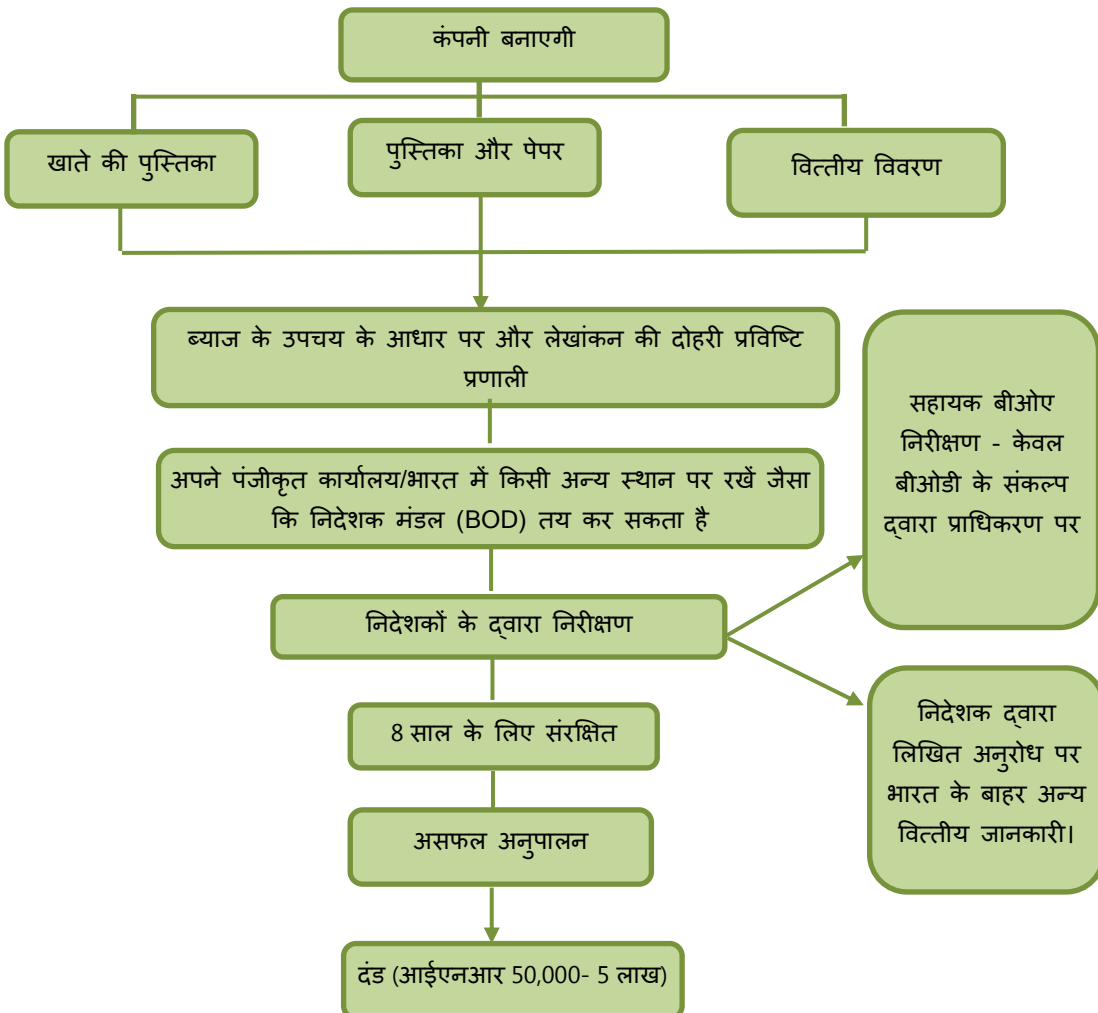 कंपनी बनाएगी
खाते की पुस्तिका
पुस्तिका और पेपर
वित्तीय विवरण
ब्याज के उपचय के आधार पर और लेखांकन की दोहरी प्रविष्टि
प्रणाली
अपने पंजीकृत कार्यालय/भारत में किसी अन्य स्थान पर रखें जैसा
कि निदेशक मंडल (BOD) तय कर सकता है
निदेशकों के द्वारा निरीक्षण
सहायक बीओए
निरीक्षण - केवल
बीओडी के संकल्प
द्वारा प्राधिकरण पर
निदेशक द्वारा
लिखित अनुरोध पर
भारत के बाहर अन्य
वित्तीय जानकारी।
8 साल के लिए संरक्षित
असफल अनुपालन
दंड (आईएनआर 50,000- 5 लाख)